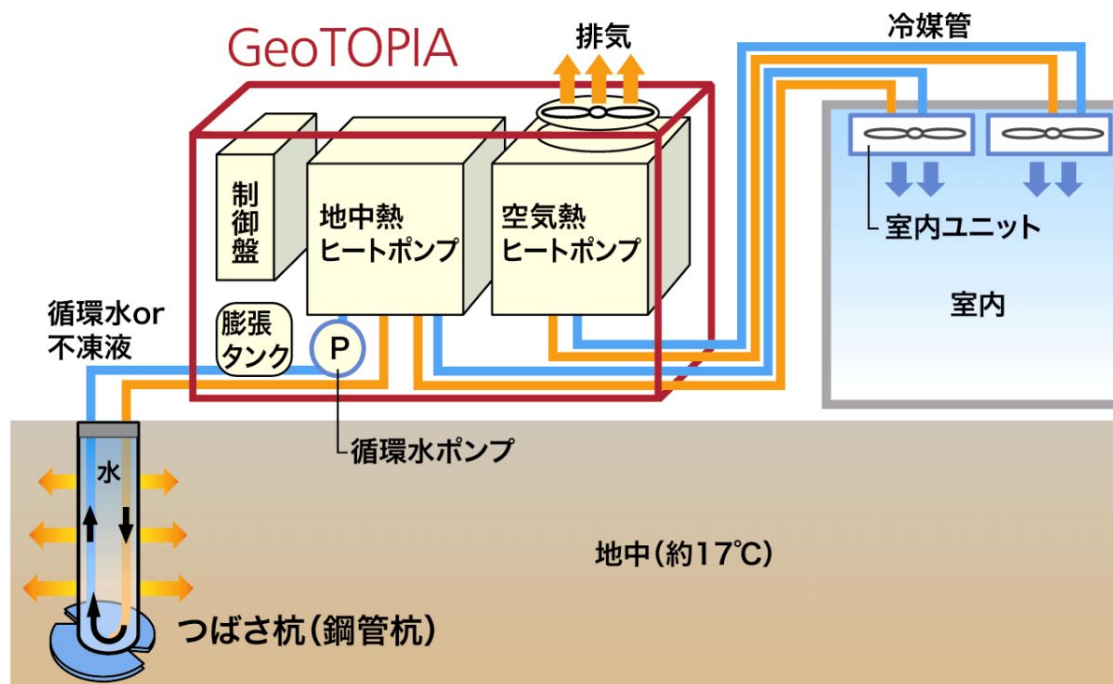 GeoTOPIA
排気
冷媒管
制御盤
地中熱
ヒートポンプ
空気熱
ヒートポンプ
室内ユニット
室内
循環水or
不凍液
膨張
タンク
P
循環水ポンプ
水
地中(約17℃)
つばさ杭(鋼管杭)